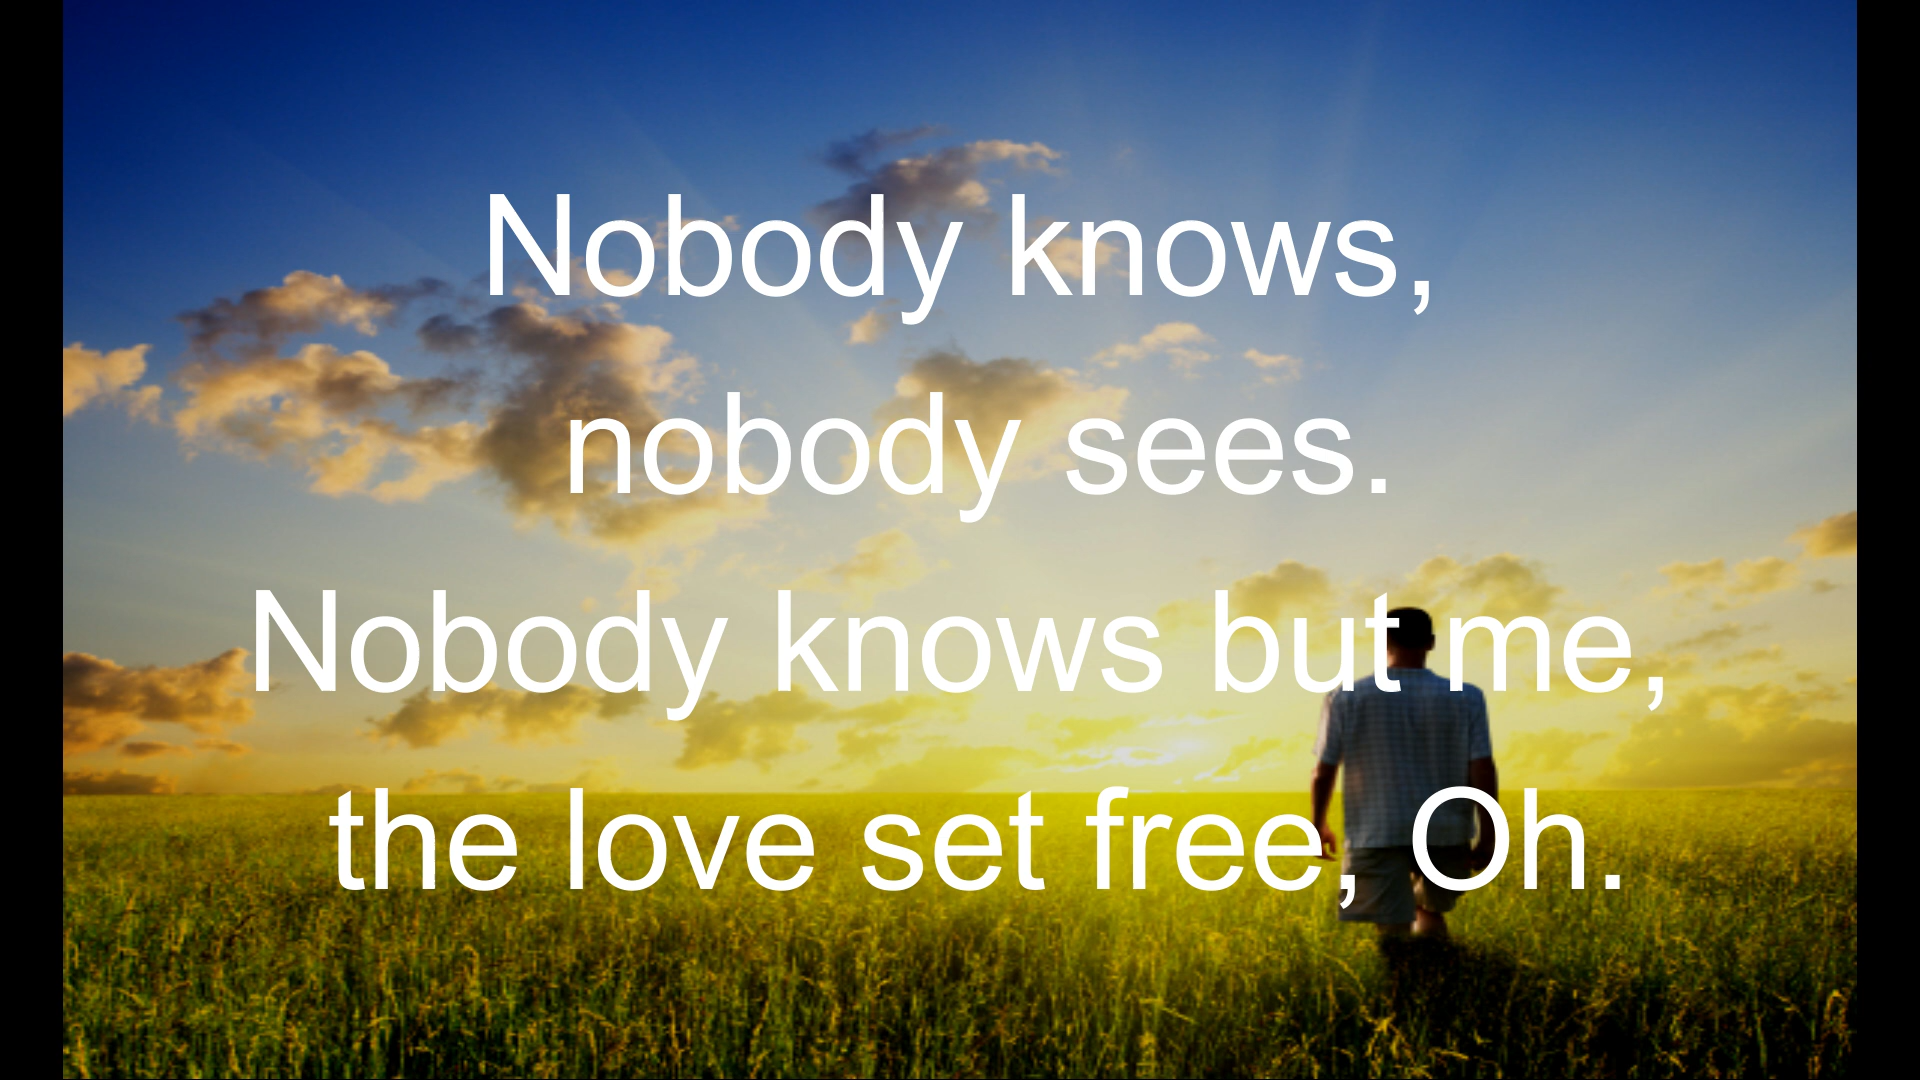 Nobody knows,
nobody sees.
Nobody knows but me,
the love set free, Oh.